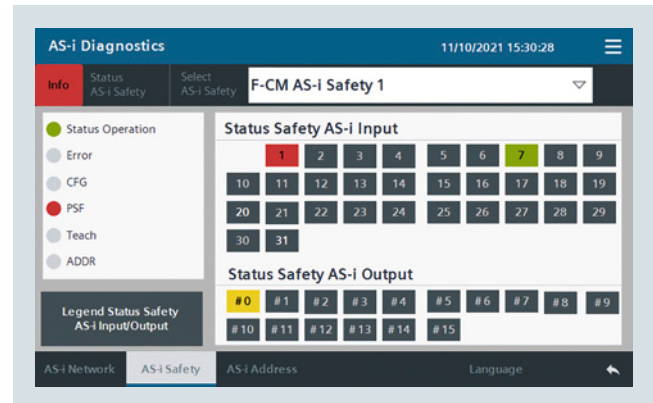 AS-i Diagnostics 11/10/2021 15:30:28
Info Status AS-i Safety Select AS-i Safety F-CM AS-i Safety 1
Status Operation
Error
CFG
PSF
Teach
ADDR
Legend Status Safety
AS-i Input/Output
Status Safety AS-i Input
1 2 3 4 5 6 7 8 9
10 11 12 13 14 15 16 17 18 19
20 21 22 23 24 25 26 27 28 29
30 31
Status Safety AS-i Output
#0 #1 #2 #3 #4 #5 #6 #7 #8 #9
#10 #11 #12 #13 #14 #15
AS-i Network AS-i Safety AS-i Address Language